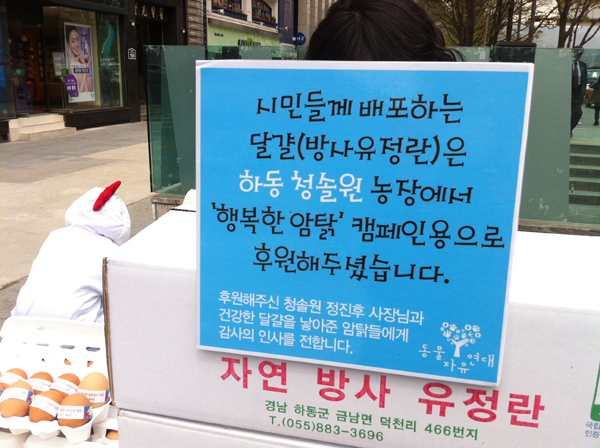 시민들께 배포하는
달걀(방사유정란)은
하동 청솔원 농장에서
'행복한 암탉' 캠페인용으로
후원해주셨습니다.
후원해주신 청솔원 정진후 사장님과
건강한 달걀을 낳아준 암탉들에게
감사의 인사를 전합니다.
동물자유연대
자연 방사 유정란
경남 하동군 금남면 덕천리 466번지
T.(055)883-3696